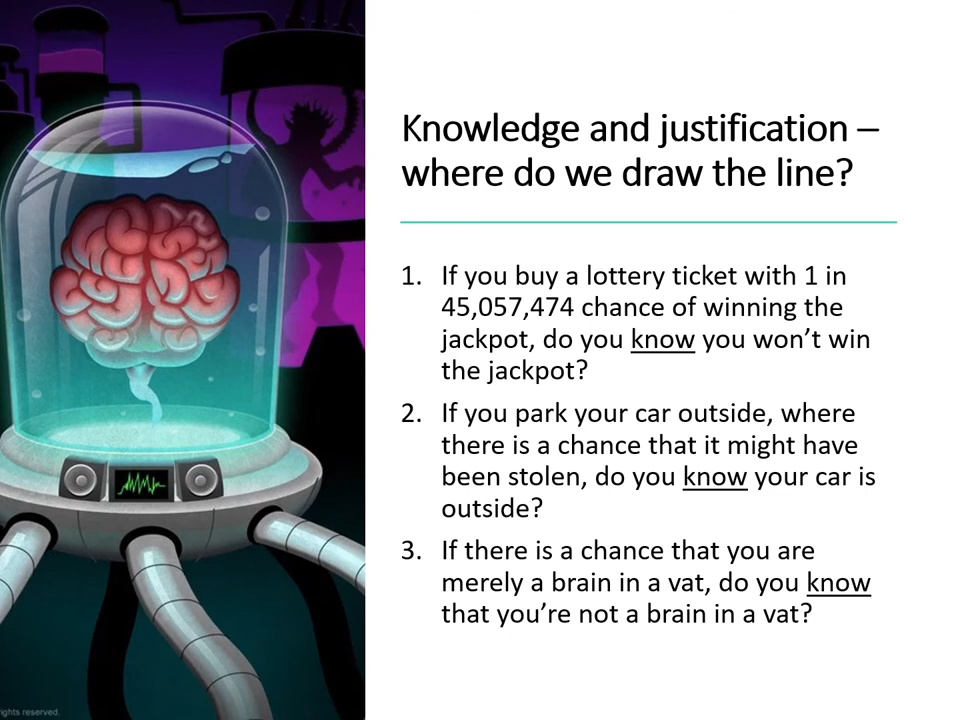 Knowledge and justification –
where do we draw the line?
1. If you buy a lottery ticket with 1 in
45,057,474 chance of winning the
jackpot, do you know you won’t win
the jackpot?
2. If you park your car outside, where
there is a chance that it might have
been stolen, do you know your car is
outside?
3. If there is a chance that you are
merely a brain in a vat, do you know
that you’re not a brain in a vat?
rights reserved.